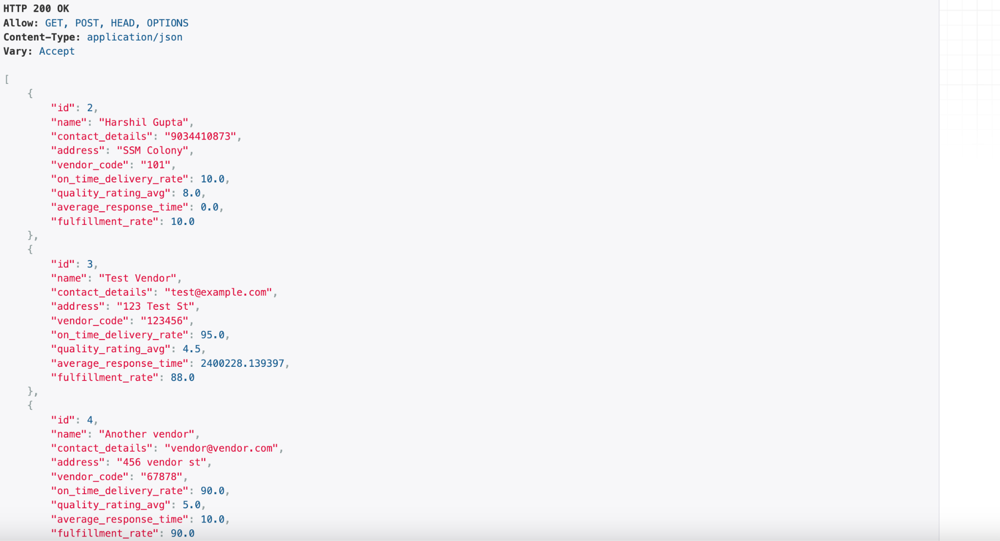 HTTP 200 OK
Allow: GET, POST, HEAD, OPTIONS
Content-Type: application/json
Vary: Accept
[
    {
        "id": 2,
        "name": "Harshil Gupta",
        "contact_details": "9034410873",
        "address": "SSM Colony",
        "vendor_code": "101",
        "on_time_delivery_rate": 10.0,
        "quality_rating_avg": 8.0,
        "average_response_time": 0.0,
        "fulfillment_rate": 10.0
    },
    {
        "id": 3,
        "name": "Test Vendor",
        "contact_details": "test@example.com",
        "address": "123 Test St",
        "vendor_code": "123456",
        "on_time_delivery_rate": 95.0,
        "quality_rating_avg": 4.5,
        "average_response_time": 2400228.139397,
        "fulfillment_rate": 88.0
    },
    {
        "id": 4,
        "name": "Another vendor",
        "contact_details": "vendor@vendor.com",
        "address": "456 vendor st",
        "vendor_code": "67878",
        "on_time_delivery_rate": 90.0,
        "quality_rating_avg": 5.0,
        "average_response_time": 10.0,
        "fulfillment_rate": 90.0